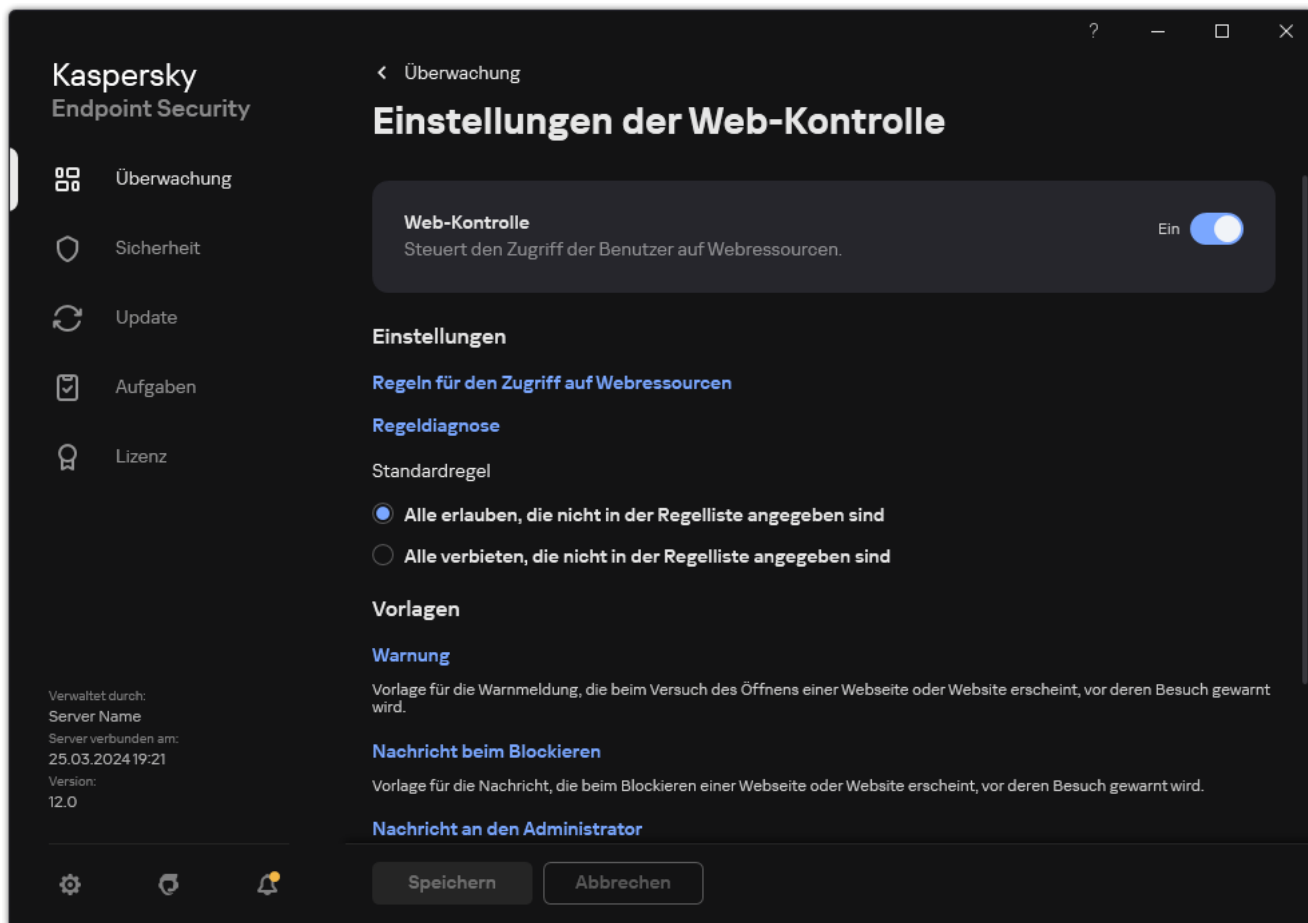 ?
Kaspersky
Endpoint Security
Überwachung
Sicherheit
Update
Aufgaben
Lizenz
Verwaltet durch:
Server Name
Server verbunden am:
25.03.2024 19:21
Version:
12.0
Überwachung
Einstellungen der Web-Kontrolle
Web-Kontrolle
Steuert den Zugriff der Benutzer auf Webressourcen.
Ein
Einstellungen
Regeln für den Zugriff auf Webressourcen
Regeldiagnose
Standardregel
Alle erlauben, die nicht in der Regelliste angegeben sind
Alle verbieten, die nicht in der Regelliste angegeben sind
Vorlagen
Warnung
Vorlage für die Warnmeldung, die beim Versuch des Öffnens einer Webseite oder Website erscheint, vor deren Besuch gewarnt
wird.
Nachricht beim Blockieren
Vorlage für die Nachricht, die beim Blockieren einer Webseite oder Website erscheint, vor deren Besuch gewarnt wird.
Nachricht an den Administrator
Speichern
Abbrechen